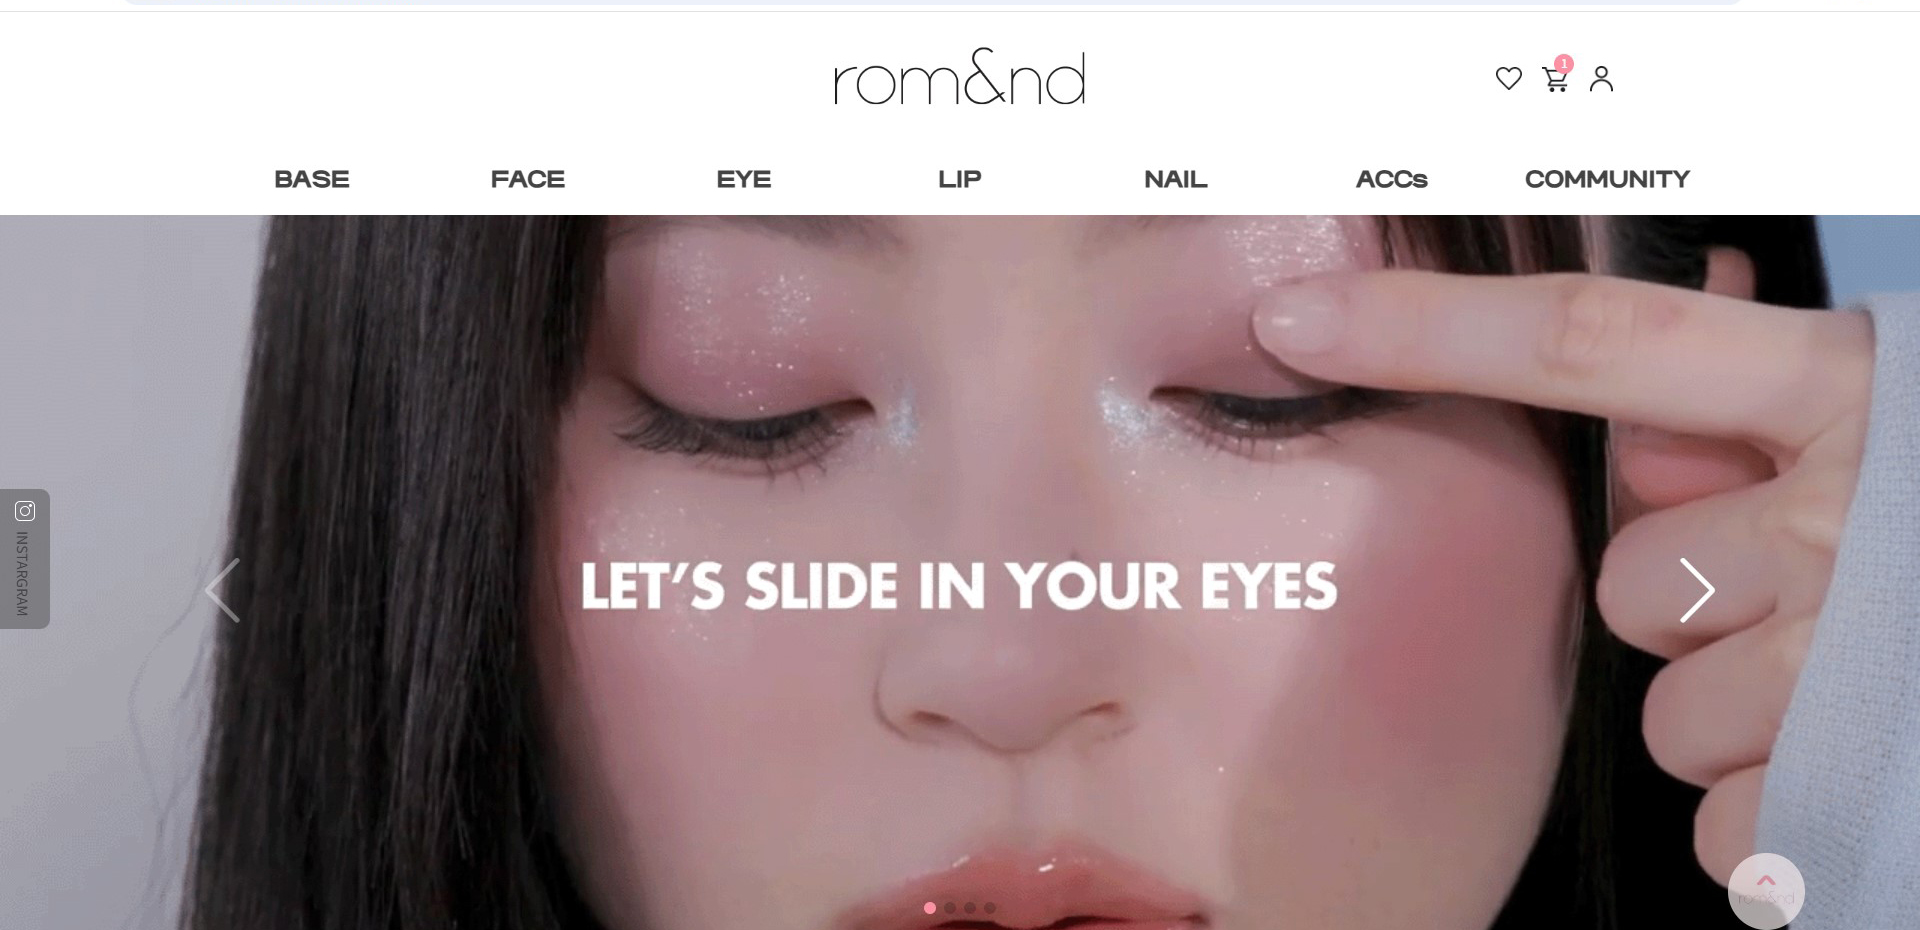 rom&nd
1
BASE FACE EYE LIP NAIL ACCs COMMUNITY
INSTARGRAM
LET'S SLIDE IN YOUR EYES
rom&nd